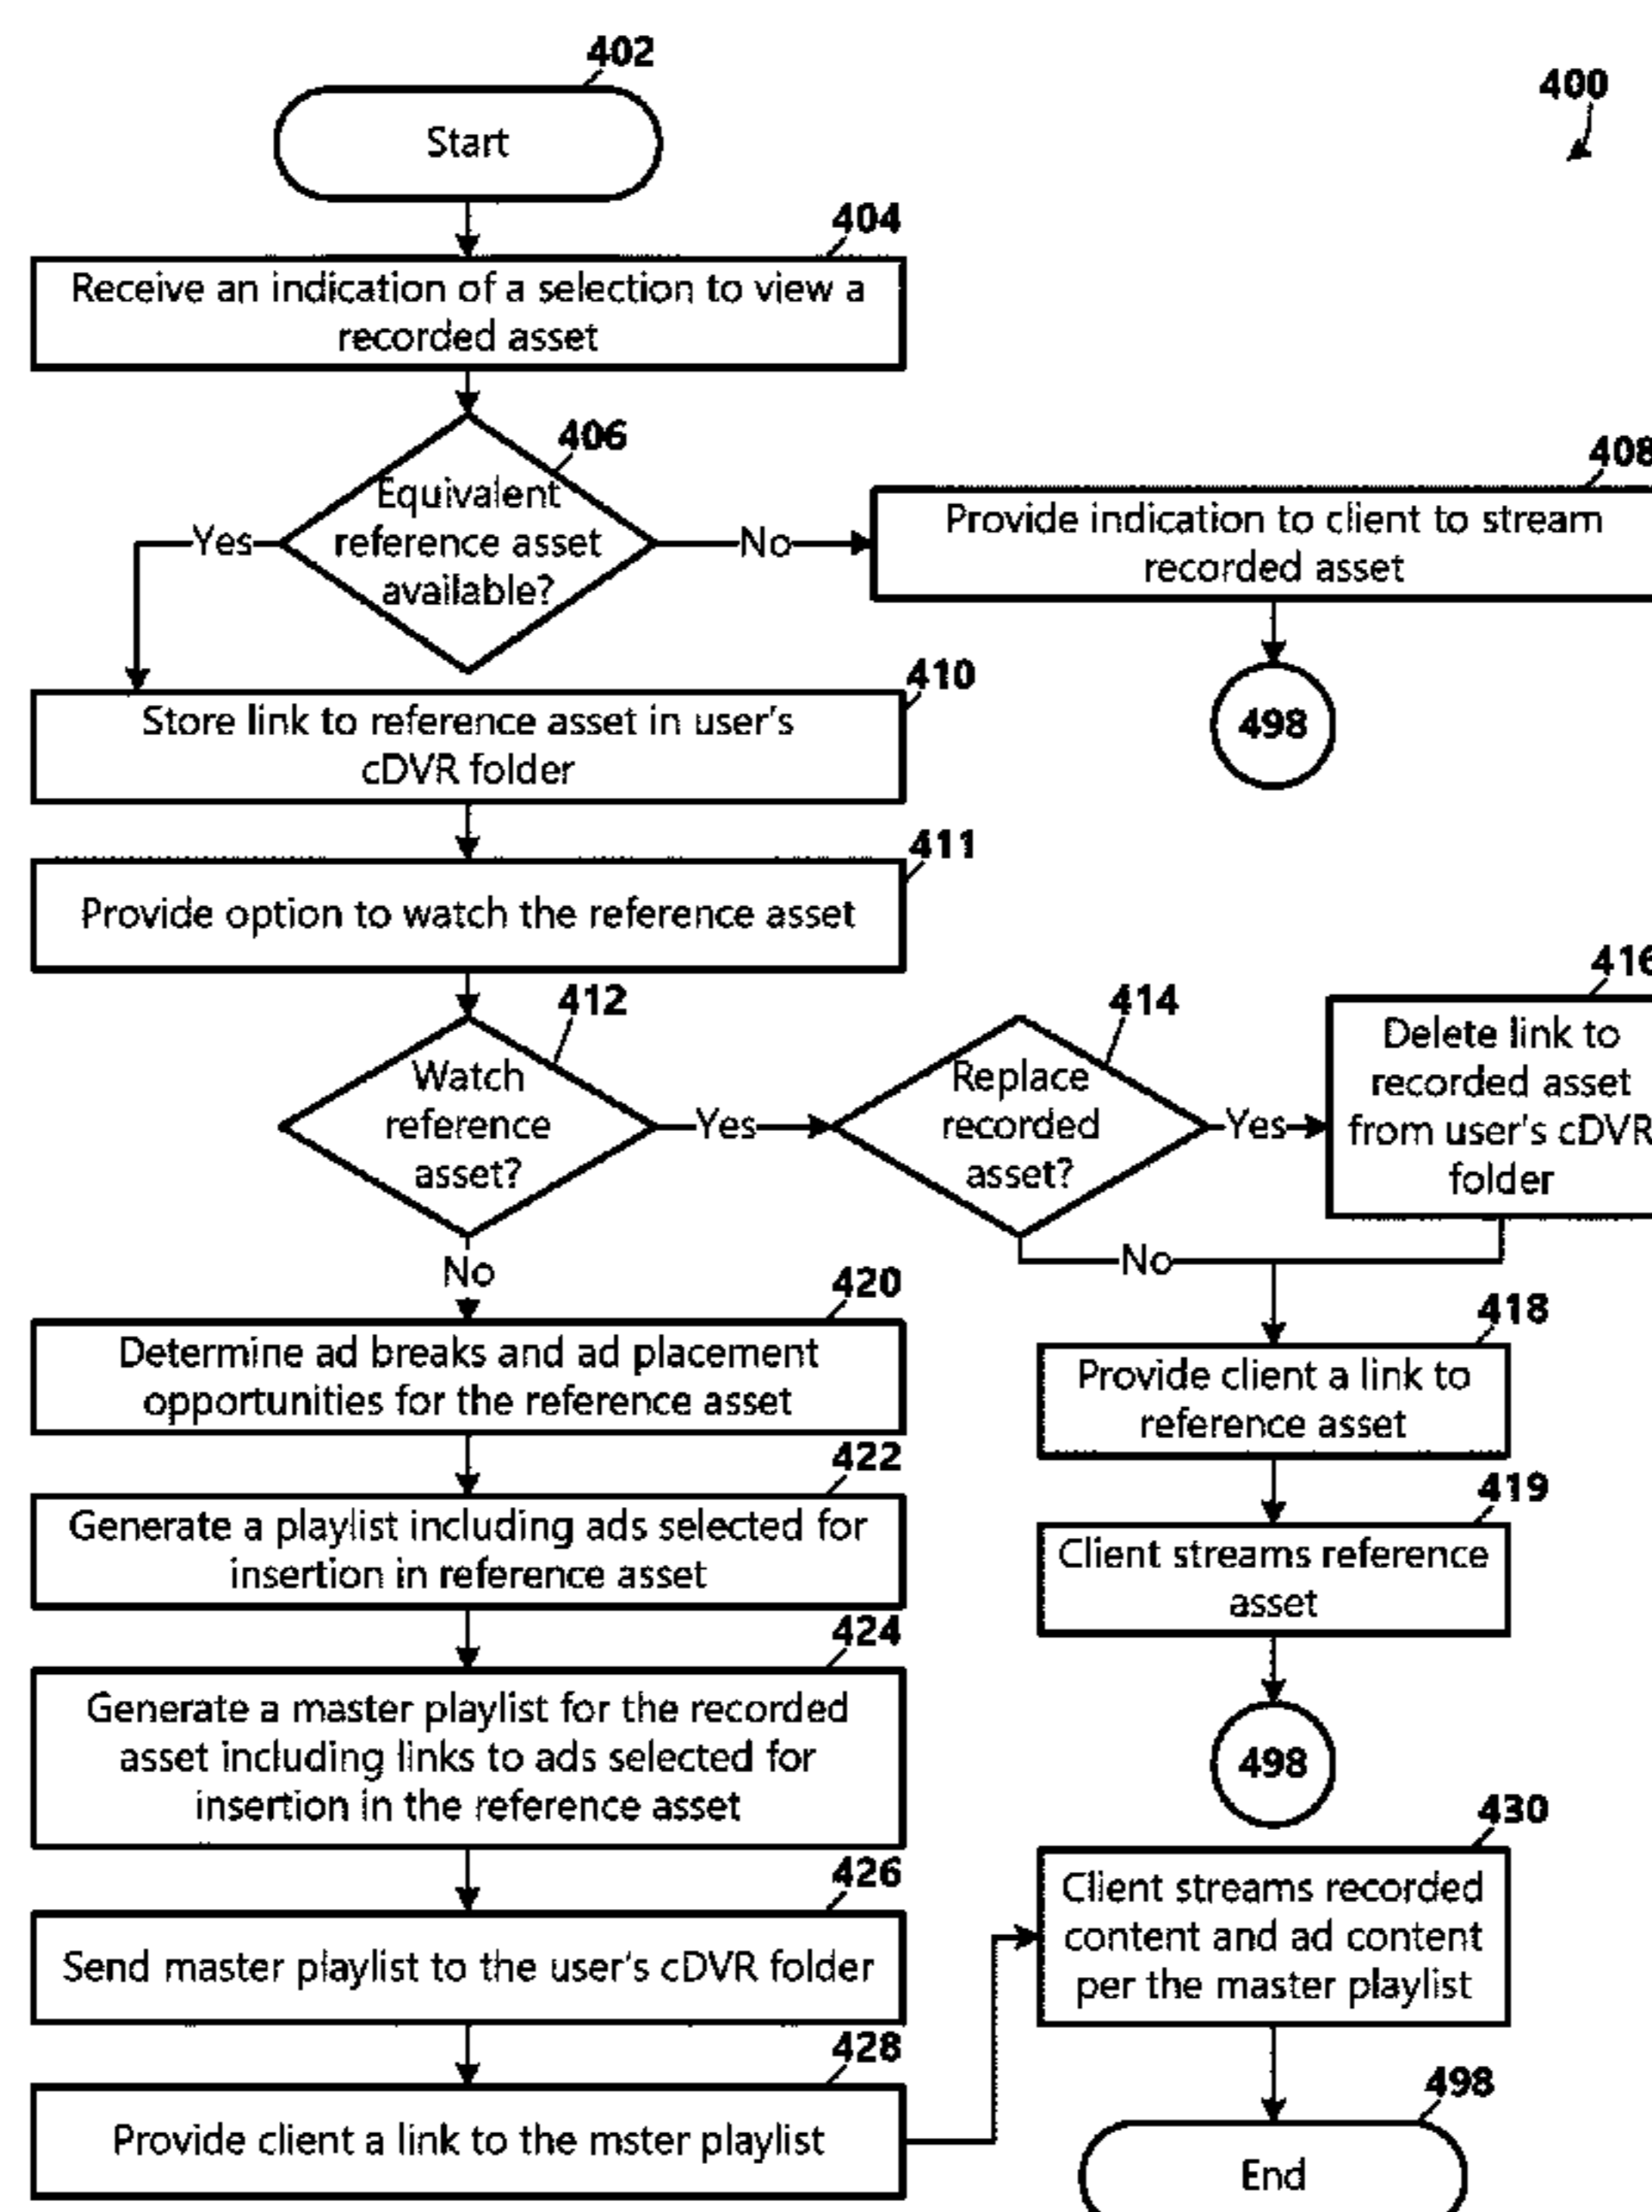 402
400
Start
404
Receive an indication of a selection to view a
recorded asset
406
Equivalent
reference asset
available?
Yes
No
408
Provide indication to client to stream
recorded asset
498
410
Store link to reference asset in user's
cDVR folder
411
Provide option to watch the reference asset
412
Watch
reference
asset?
Yes
414
Replace
recorded
asset?
Yes
416
Delete link to
recorded asset
from user's cDVR
folder
No
No
418
Provide client a link to
reference asset
419
Client streams reference
asset
498
420
Determine ad breaks and ad placement
opportunities for the reference asset
422
Generate a playlist including ads selected for
insertion in reference asset
424
Generate a master playlist for the recorded
asset including links to ads selected for
insertion in the reference asset
426
Send master playlist to the user's cDVR folder
428
Provide client a link to the mster playlist
430
Client streams recorded
content and ad content
per the master playlist
498
End